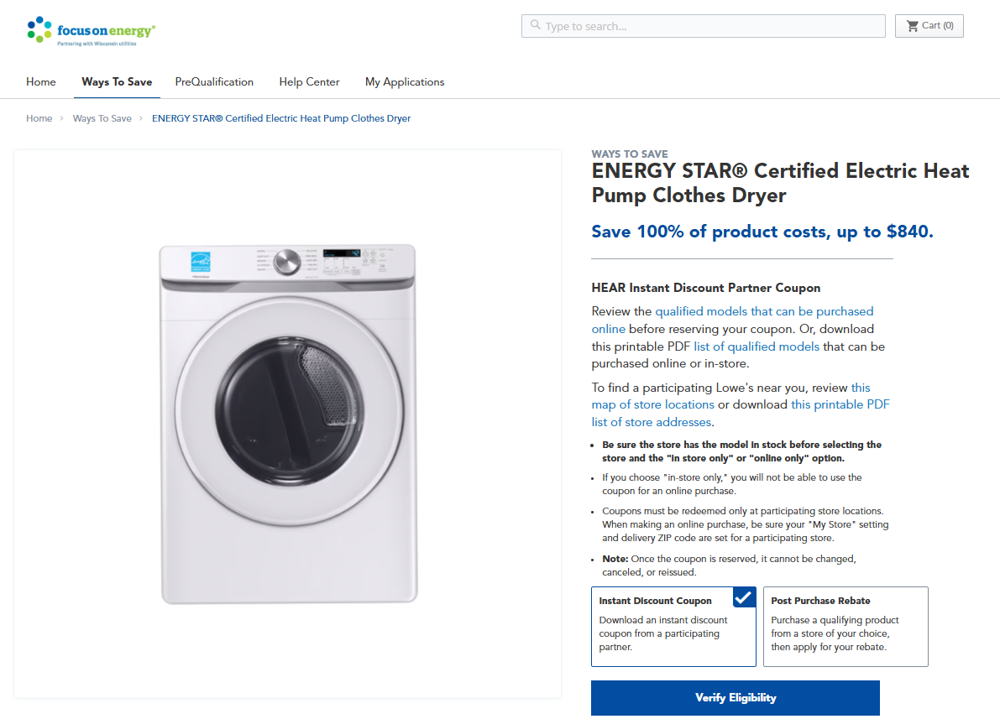 focus on energy®
Partnering with Wisconsin utilities
Type to search...
Cart (0)
Home
Ways To Save
PreQualification
Help Center
My Applications
Home > Ways To Save > ENERGY STAR® Certified Electric Heat Pump Clothes Dryer
WAYS TO SAVE
ENERGY STAR® Certified Electric Heat
Pump Clothes Dryer
Save 100% of product costs, up to $840.
HEAR Instant Discount Partner Coupon
Review the qualified models that can be purchased
online before reserving your coupon. Or, download
this printable PDF list of qualified models that can be
purchased online or in-store.
To find a participating Lowe's near you, review this
map of store locations or download this printable PDF
list of store addresses.
• Be sure the store has the model in stock before selecting the
store and the "in store only" or "online only" option.
• If you choose "in-store only," you will not be able to use the
coupon for an online purchase.
• Coupons must be redeemed only at participating store locations.
When making an online purchase, be sure your "My Store" setting
and delivery ZIP code are set for a participating store.
• Note: Once the coupon is reserved, it cannot be changed,
canceled, or reissued.
Instant Discount Coupon
Download an instant discount
coupon from a participating
partner.
Post Purchase Rebate
Purchase a qualifying product
from a store of your choice,
then apply for your rebate.
Verify Eligibility